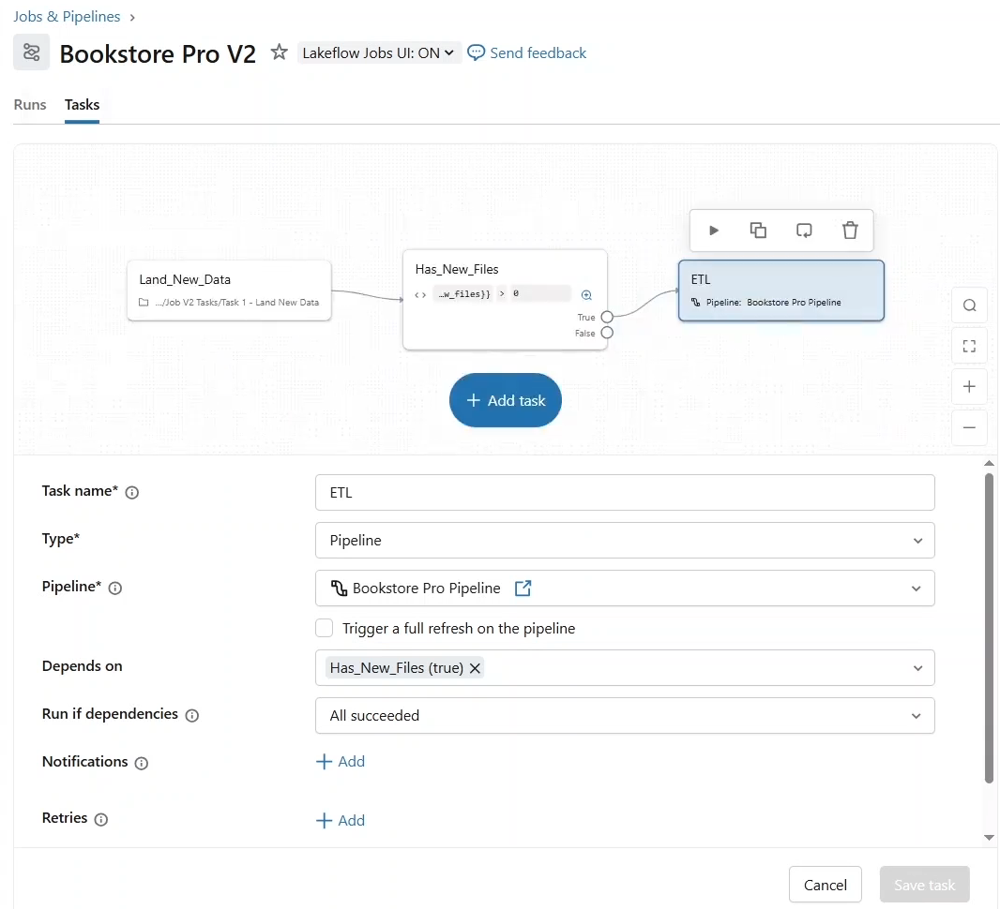 Jobs & Pipelines ›
Bookstore Pro V2 Lakeflow Jobs UI: ON Send feedback
Runs Tasks
Land_New_Data
.../Job V2 Tasks/Task 1 - Land New Data
Has_New_Files
…w_files}} > 0
True
False
ETL
Pipeline: Bookstore Pro Pipeline
+ Add task
Task name* ETL
Type* Pipeline
Pipeline* Bookstore Pro Pipeline
Trigger a full refresh on the pipeline
Depends on Has_New_Files (true)
Run if dependencies All succeeded
Notifications + Add
Retries + Add
Cancel Save task